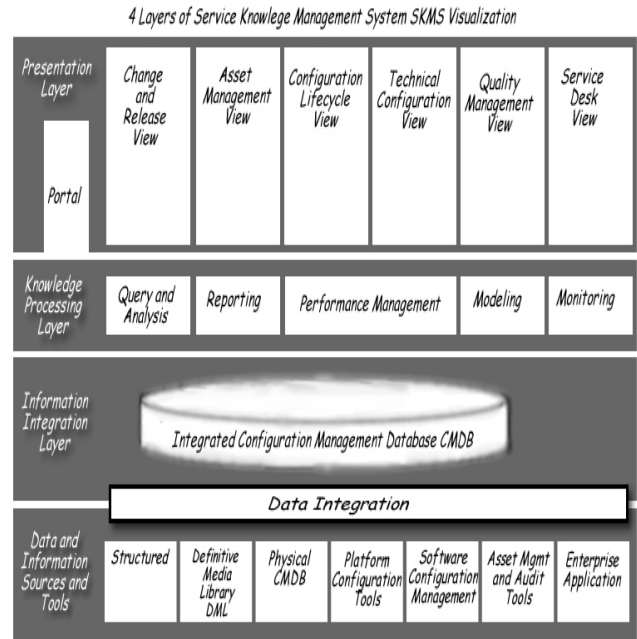 4 Layers of Service Knowlege Management System SKMS Visualization
Presentation
Layer
Portal
Change
and
Release
View
Asset
Management
View
Configuration
Lifecycle
View
Technical
Configuration
View
Quality
Management
View
Service
Desk
View
Knowledge
Processing
Layer
Query and
Analysis
Reporting
Performance Management
Modeling
Monitoring
Information
Integration
Layer
Integrated Configuration Management Database CMDB
Data Integration
Data and
Information
Sources and
Tools
Structured
Definitive
Media
Library
DML
Physical
CMDB
Platform
Configuration
Tools
Software
Configuration
Management
Asset Mgmt
and Audit
Tools
Enterprise
Application